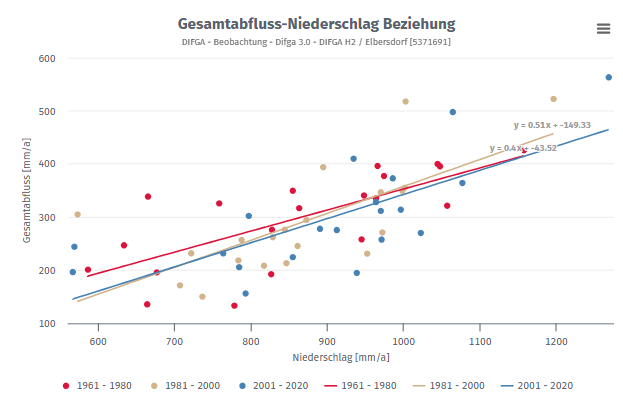 Gesamtabfluss-Niederschlag Beziehung
DIFGA - Beobachtung - Difga 3.0 - DIFGA H2 / Elbersdorf [5371691]
600
500
400
300
200
100
Gesamtabfluss [mm/a]
y = 0.51x + -149.33
y = 0.4x + -43.52
600 700 800 900 1000 1100 1200
Niederschlag [mm/a]
1961 - 1980 1981 - 2000 2001 - 2020 1961 - 1980 1981 - 2000 2001 - 2020